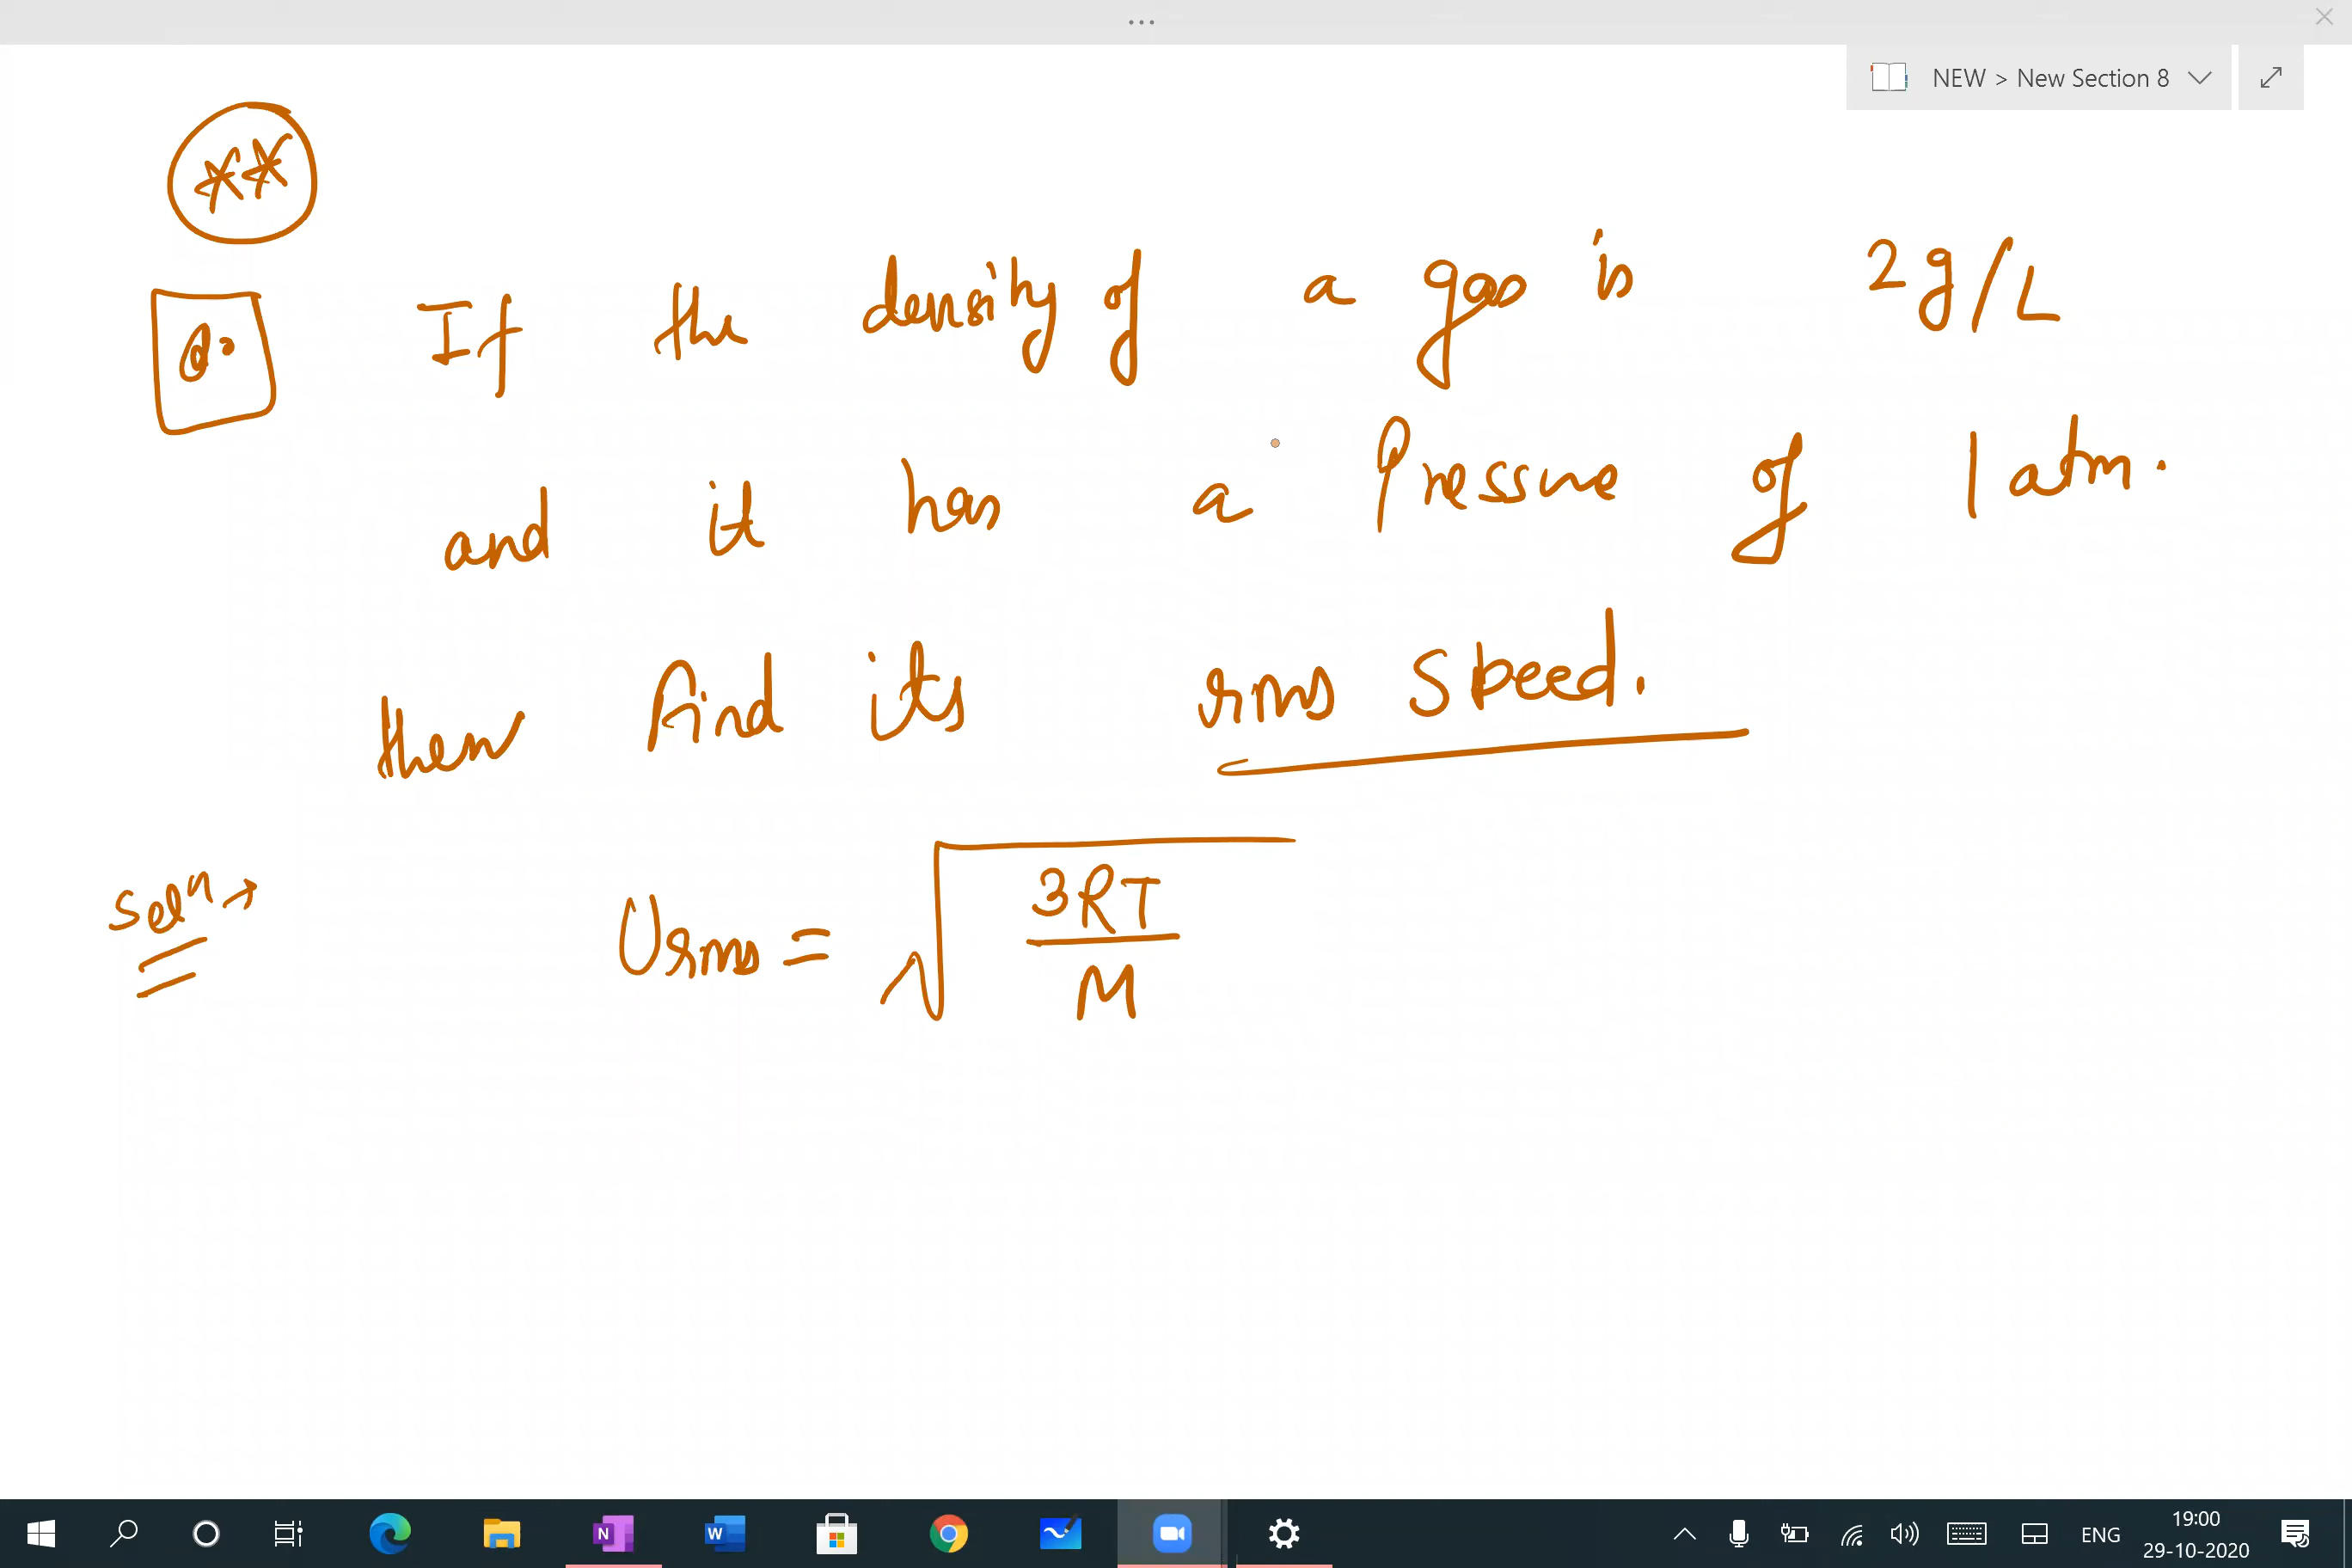 ...
NEW > New Section 8
**
Q.
If the density of a gas is 2g/L
and it has a Pressure of 1 atm.
then find its rms speed.
Soln →
Urms = √3RT/M
ENG
19:00
29-10-2020